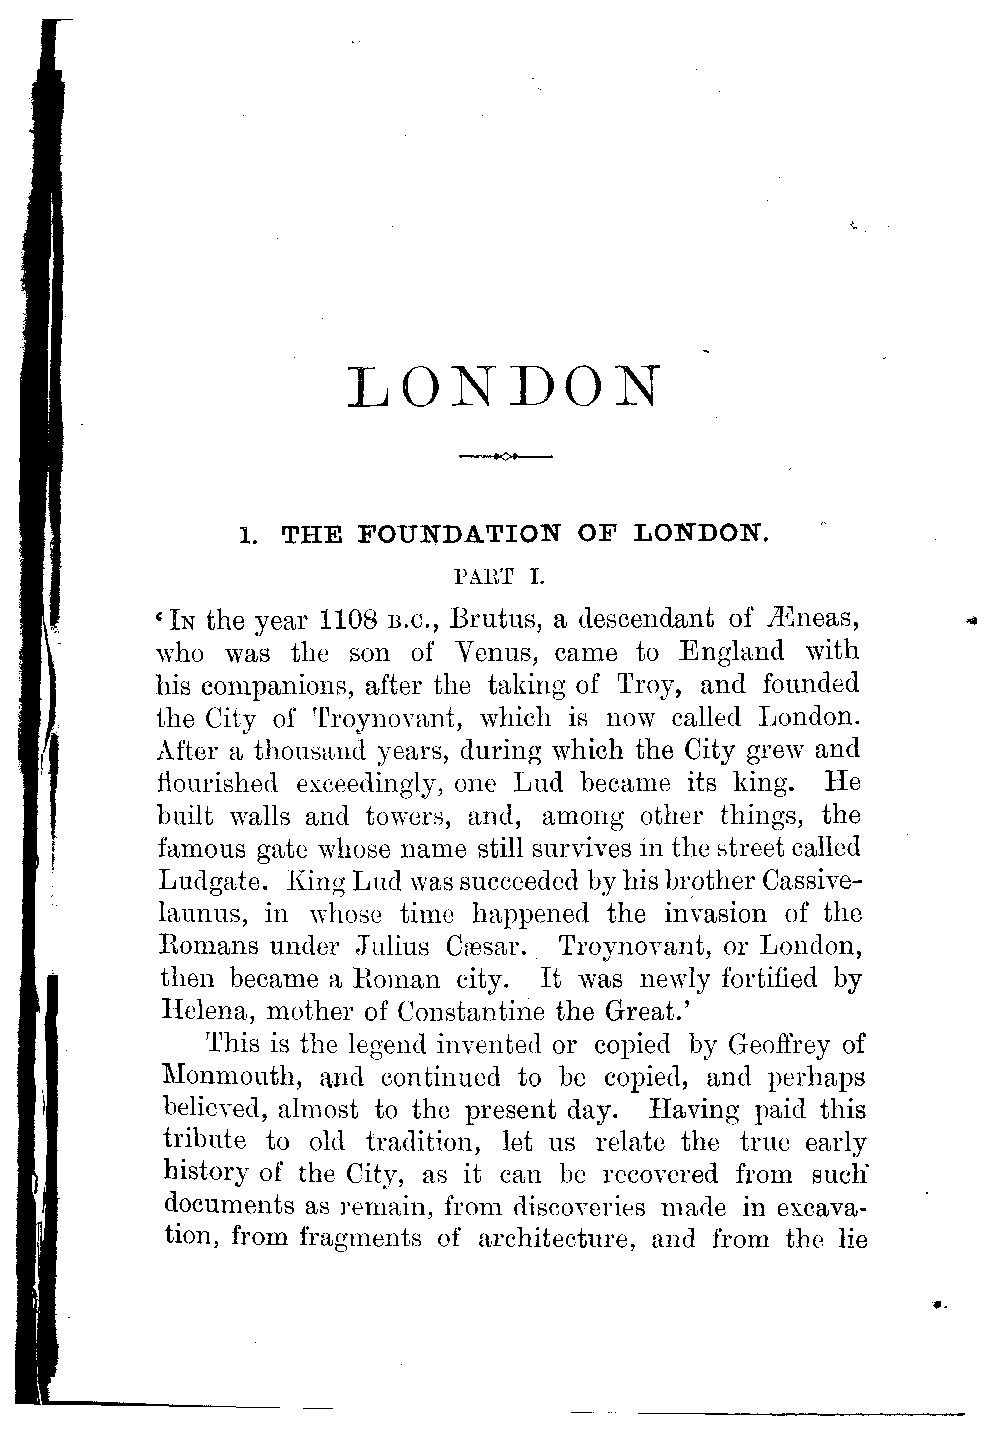 LONDON
1. THE FOUNDATION OF LONDON.
PART I.
‘IN the year 1108 B.C., Brutus, a descendant of Æneas,
who was the son of Venus, came to England with
his companions, after the taking of Troy, and founded
the City of Troynovant, which is now called London.
After a thousand years, during which the City grew and
flourished exceedingly, one Lud became its king. He
built walls and towers, and, among other things, the
famous gate whose name still survives in the street called
Ludgate. King Lud was succeeded by his brother Cassive-
launus, in whose time happened the invasion of the
Romans under Julius Cæsar. Troynovant, or London,
then became a Roman city. It was newly fortified by
Helena, mother of Constantine the Great.’
This is the legend invented or copied by Geoffrey of
Monmouth, and continued to be copied, and perhaps
believed, almost to the present day. Having paid this
tribute to old tradition, let us relate the true early
history of the City, as it can be recovered from such
documents as remain, from discoveries made in excava-
tion, from fragments of architecture, and from the lie